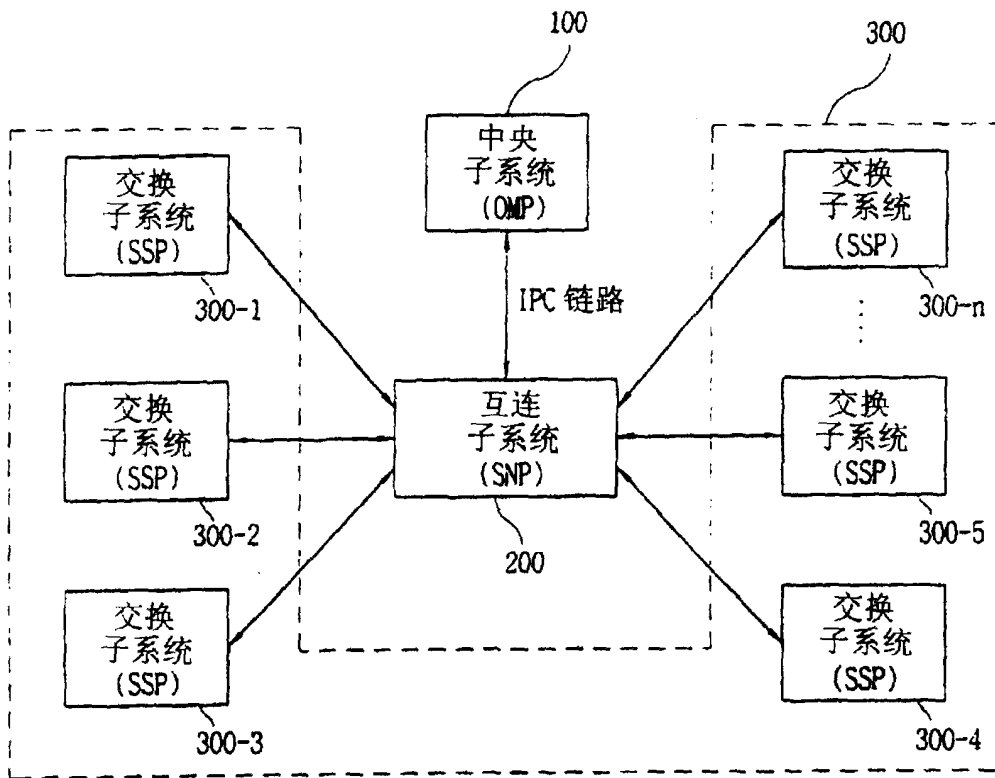 100
300
中央
子系统
(OMP)
交换
子系统
(SSP)
300-1
交换
子系统
(SSP)
300-n
IPC 链路
互连
子系统
(SNP)
200
交换
子系统
(SSP)
300-2
交换
子系统
(SSP)
300-5
交换
子系统
(SSP)
300-3
交换
子系统
(SSP)
300-4